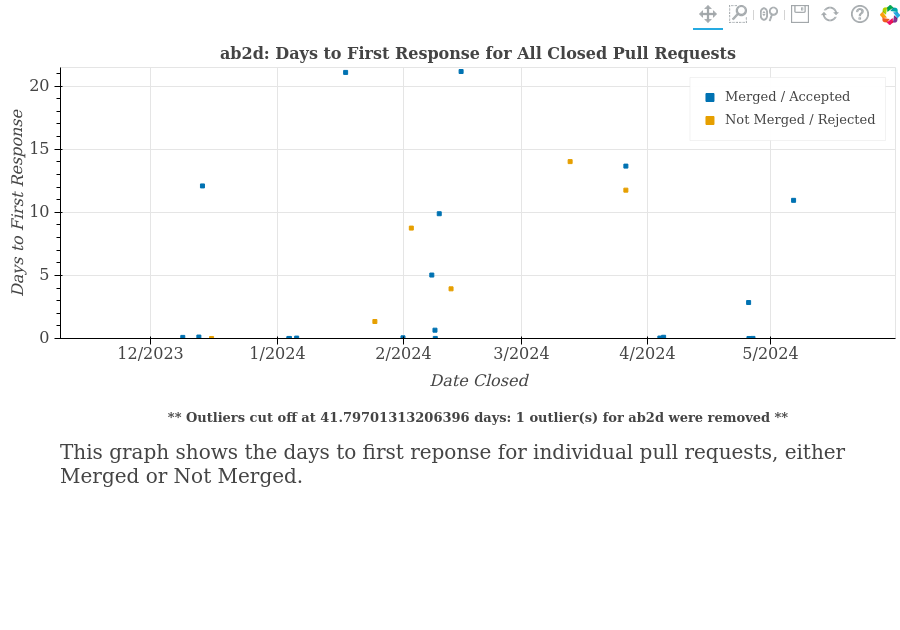 ab2d: Days to First Response for All Closed Pull Requests
Merged / Accepted
Not Merged / Rejected
Days to First Response
20
15
10
5
0
12/2023 1/2024 2/2024 3/2024 4/2024 5/2024
Date Closed
** Outliers cut off at 41.79701313206396 days: 1 outlier(s) for ab2d were removed **
This graph shows the days to first reponse for individual pull requests, either
Merged or Not Merged.